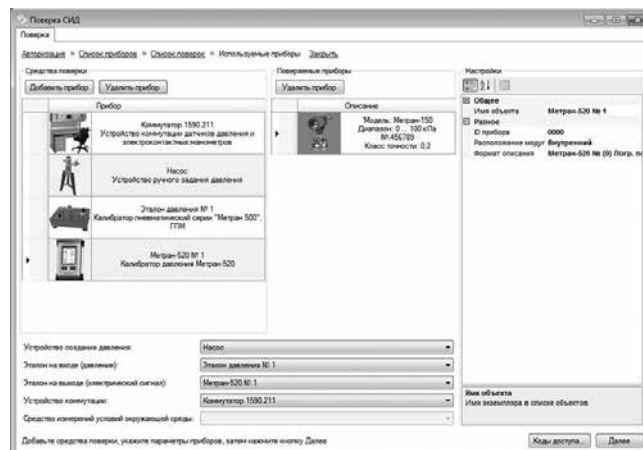 Поверка СИД
Поверка
Авторизация » Список приборов » Список поверок » Используемые приборы Закрыть
Средства поверки
Добавить прибор Удалить прибор
Прибор
Коммутатор 1590.211
Устройство коммутации датчиков давления и
электроконтактных манометров
Насос
Устройство ручного задания давления
Эталон давления № 1
Калибратор пневматический серии "Метран 500",
ГПМ
Метран-520 № 1
Калибратор давления Метран-520
Поверяемые приборы
Удалить прибор
Описание
Модель: Метран-150
Диапазон: 0 ... 100 кПа
№:456789
Класс точности: 0,2
Настройки
Общее
Имя объекта Метран-520 № 1
Разное
ID прибора 0000
Расположение модул Внутренний
Формат описания Метран-520 № (0) Погр. по
Устройство создания давления: Насос
Эталон на входе (давление): Эталон давления № 1
Эталон на выходе (электрический сигнал): Метран-520 № 1
Устройство коммутации: Коммутатор 1590.211
Средство измерений условий окружающей среды:
Имя объекта
Имя экземпляра в списке объектов
Добавьте средства поверки, укажите параметры приборов, затем нажмите кнопку Далее
Коды доступа... Далее